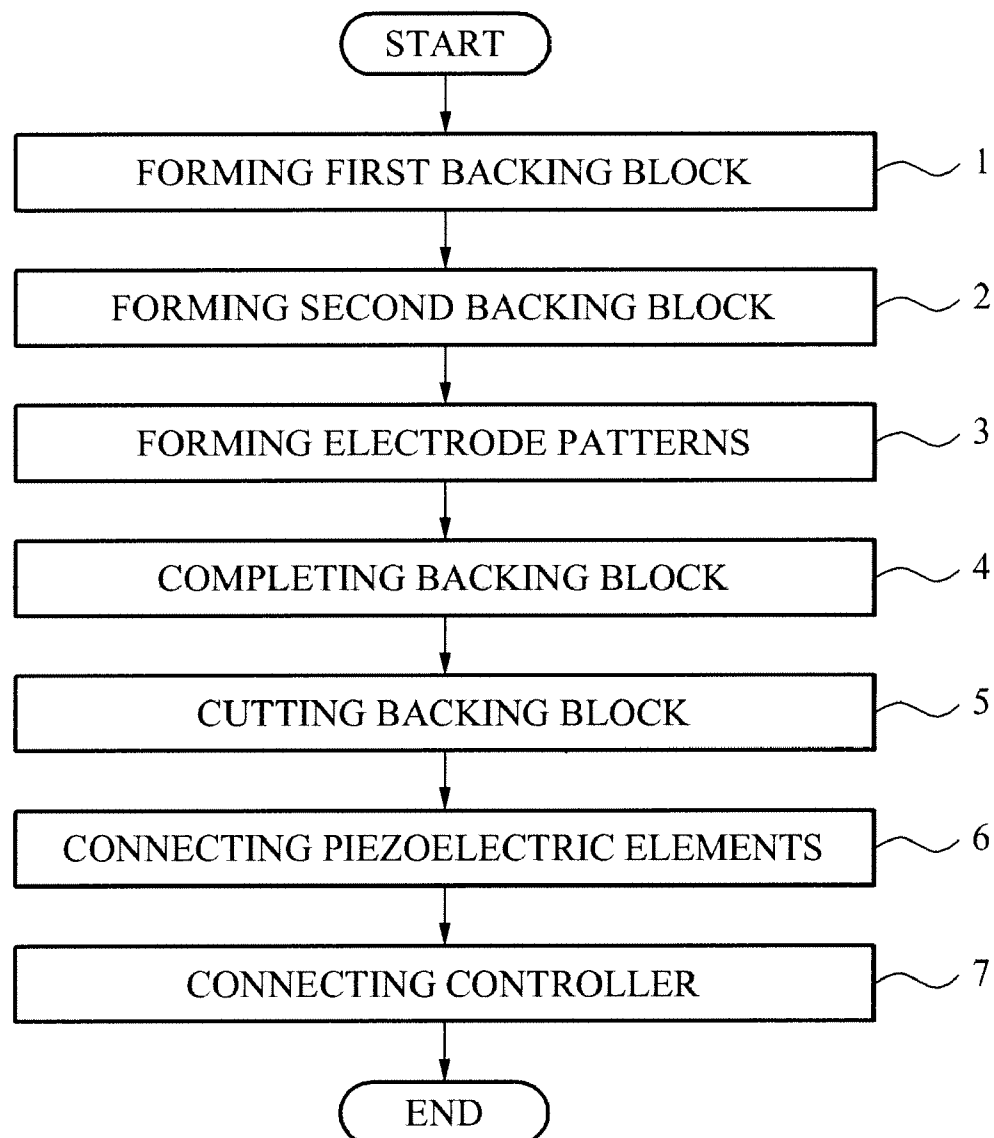 START
FORMING FIRST BACKING BLOCK
1
FORMING SECOND BACKING BLOCK
2
FORMING ELECTRODE PATTERNS
3
COMPLETING BACKING BLOCK
4
CUTTING BACKING BLOCK
5
CONNECTING PIEZOELECTRIC ELEMENTS
6
CONNECTING CONTROLLER
7
END